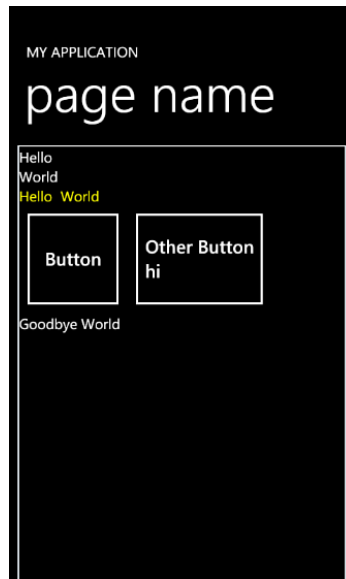 MY APPLICATION
page name
Hello
World
Hello  World
Button
Other Button
hi
Goodbye World